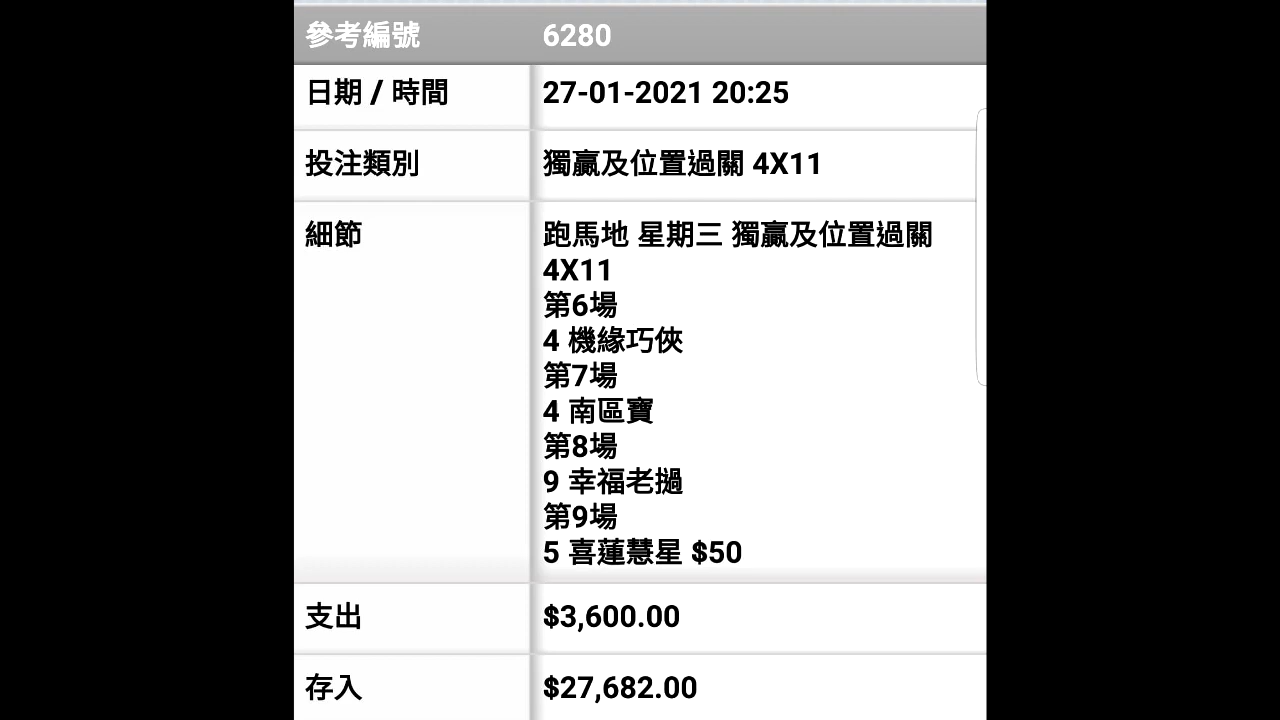 參考編號 6280
日期 / 時間 27-01-2021 20:25
投注類別 獨贏及位置過關 4X11
細節 跑馬地 星期三 獨贏及位置過關
4X11
第6場
4 機緣巧俠
第7場
4 南區寶
第8場
9 幸福老撾
第9場
5 喜蓮慧星 $50
支出 $3,600.00
存入 $27,682.00